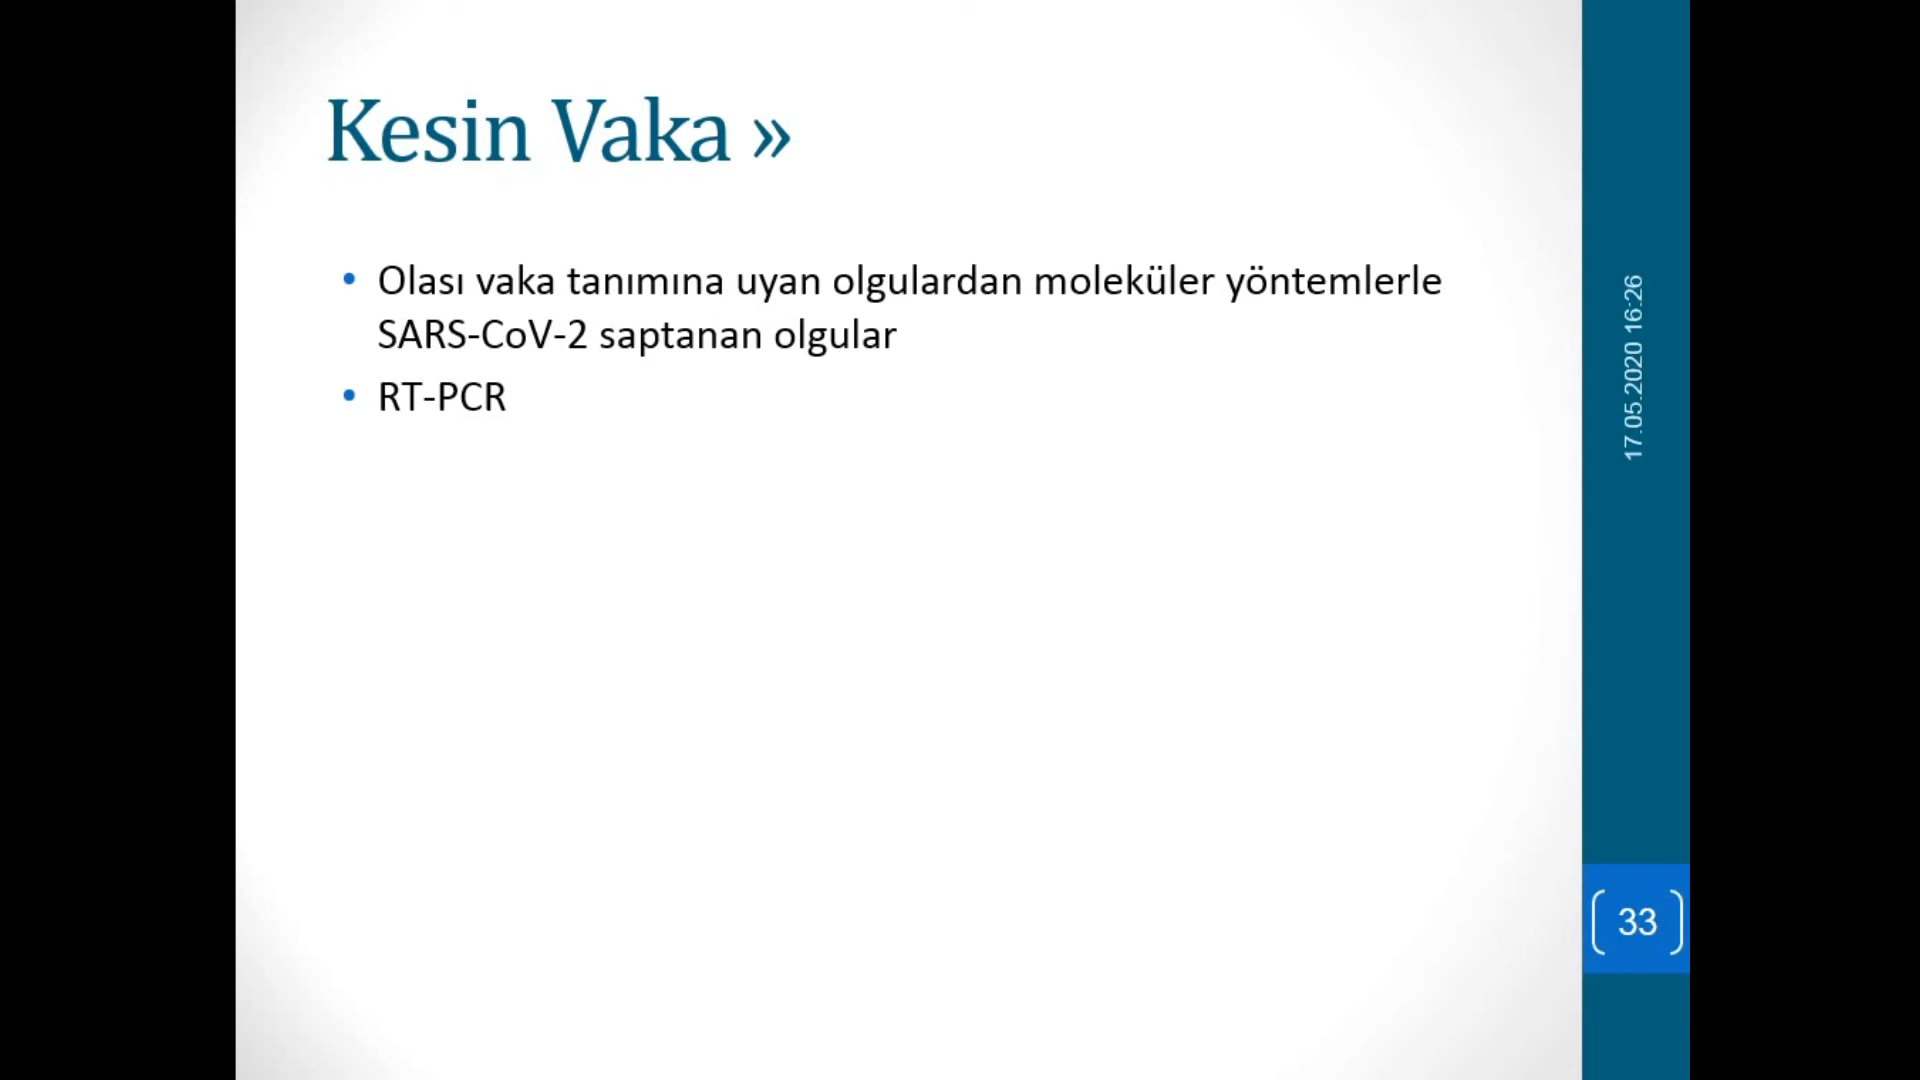 Kesin Vaka »
• Olası vaka tanımına uyan olgulardan moleküler yöntemlerle
SARS-CoV-2 saptanan olgular
• RT-PCR
17.05.2020 16:26
33